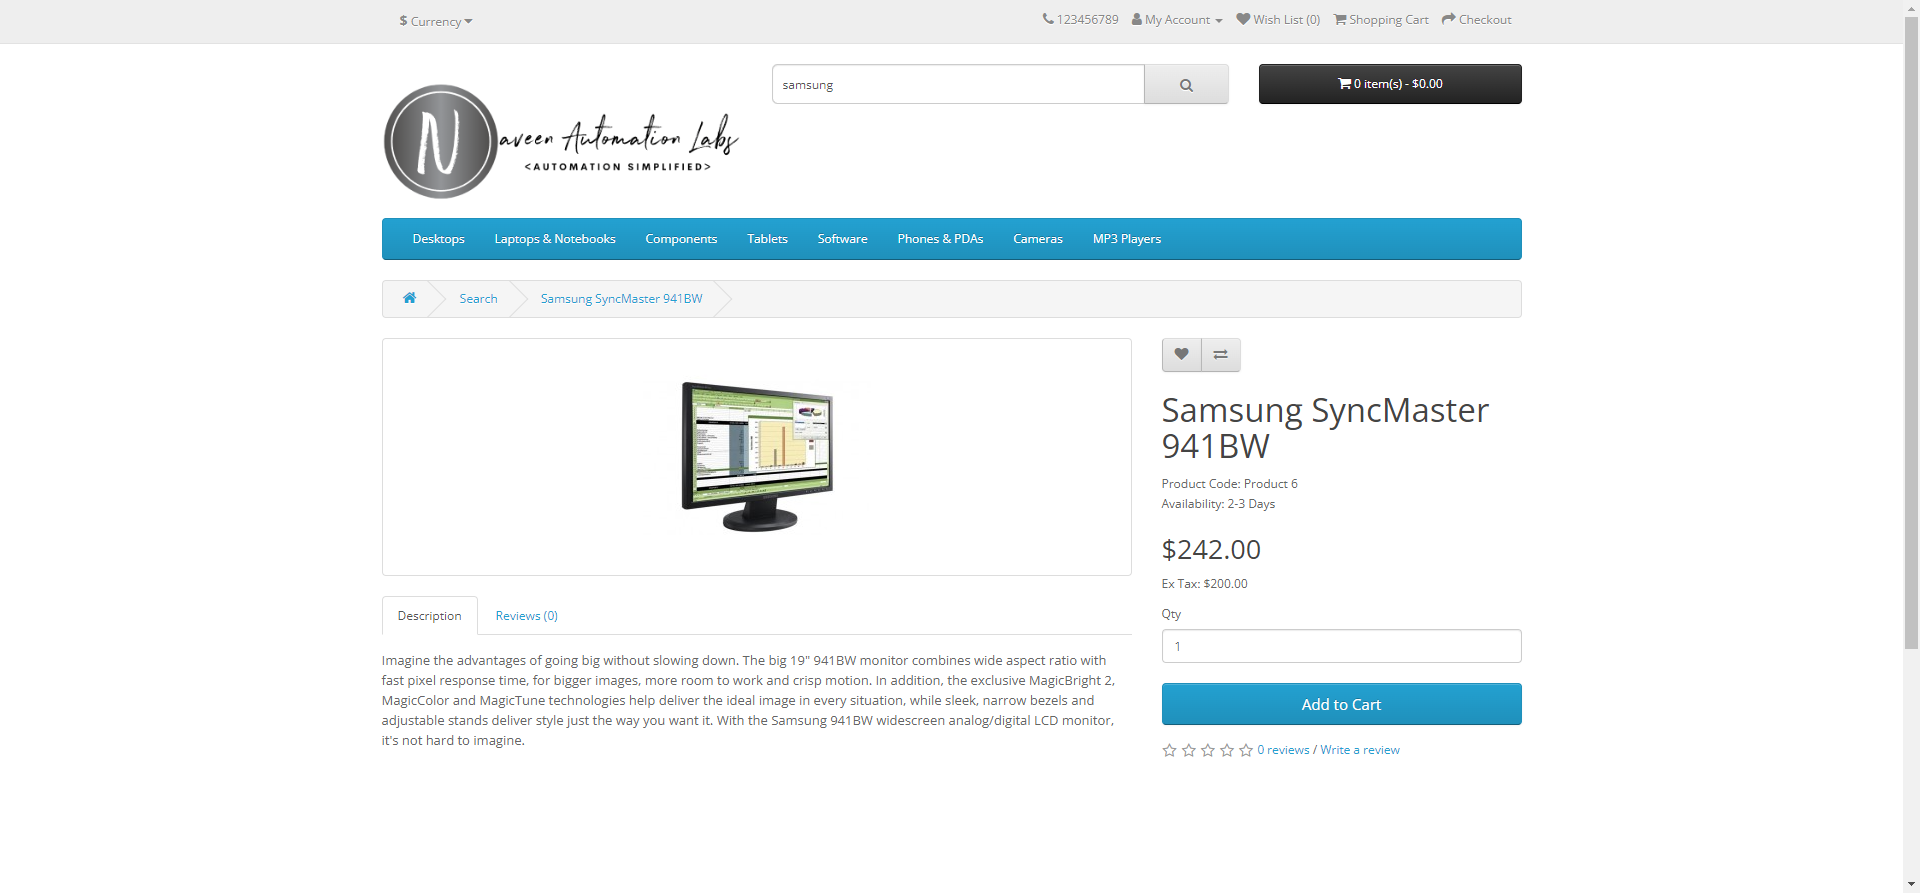 $ Currency
123456789 My Account Wish List (0) Shopping Cart Checkout
samsung
0 item(s) - $0.00
N aveen Automation Labs
<AUTOMATION SIMPLIFIED>
Desktops Laptops & Notebooks Components Tablets Software Phones & PDAs Cameras MP3 Players
Search Samsung SyncMaster 941BW
Samsung SyncMaster
941BW
Product Code: Product 6
Availability: 2-3 Days
$242.00
Ex Tax: $200.00
Qty
1
Add to Cart
0 reviews / Write a review
Description Reviews (0)
Imagine the advantages of going big without slowing down. The big 19" 941BW monitor combines wide aspect ratio with
fast pixel response time, for bigger images, more room to work and crisp motion. In addition, the exclusive MagicBright 2,
MagicColor and MagicTune technologies help deliver the ideal image in every situation, while sleek, narrow bezels and
adjustable stands deliver style just the way you want it. With the Samsung 941BW widescreen analog/digital LCD monitor,
it's not hard to imagine.